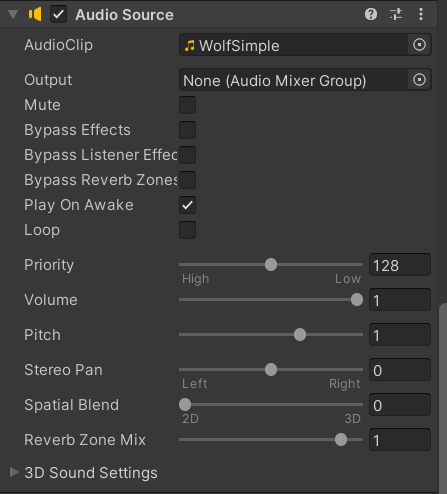 Audio Source
AudioClip WolfSimple
Output None (Audio Mixer Group)
Mute
Bypass Effects
Bypass Listener Effec
Bypass Reverb Zones
Play On Awake
Loop
Priority 128
High Low
Volume 1
Pitch 1
Stereo Pan 0
Left Right
Spatial Blend 0
2D 3D
Reverb Zone Mix 1
3D Sound Settings